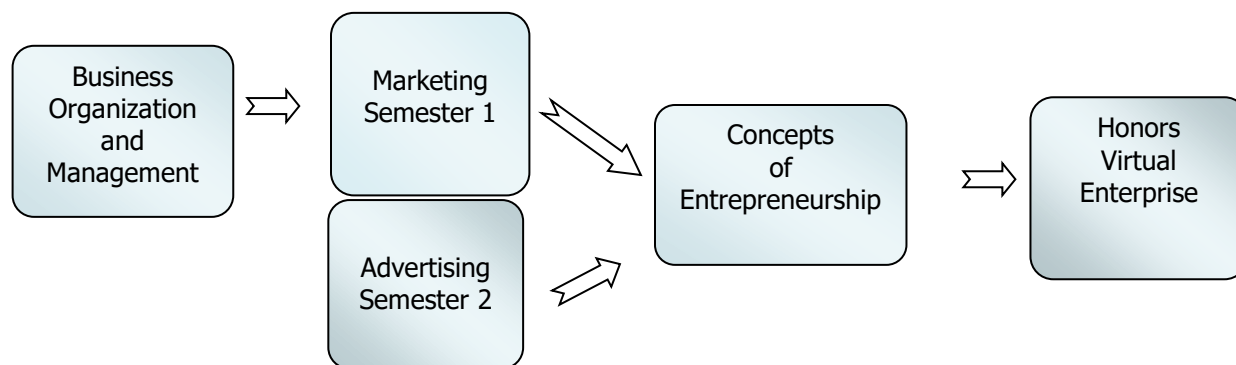 Business
Organization
and
Management
Marketing
Semester 1
Advertising
Semester 2
Concepts
of
Entrepreneurship
Honors
Virtual
Enterprise